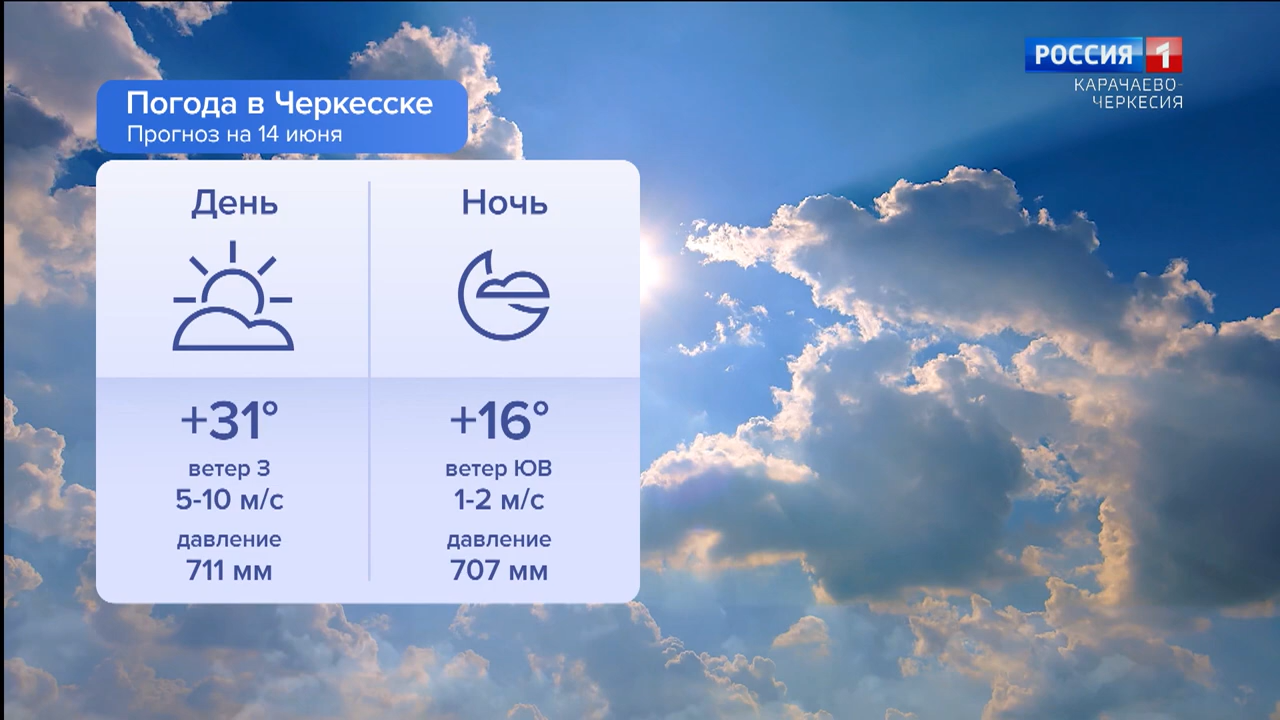 РОССИЯ 1
КАРАЧАЕВО-
ЧЕРКЕСИЯ
Погода в Черкесске
Прогноз на 14 июня
День
+31°
ветер З
5-10 м/с
давление
711 мм
Ночь
+16°
ветер ЮВ
1-2 м/с
давление
707 мм